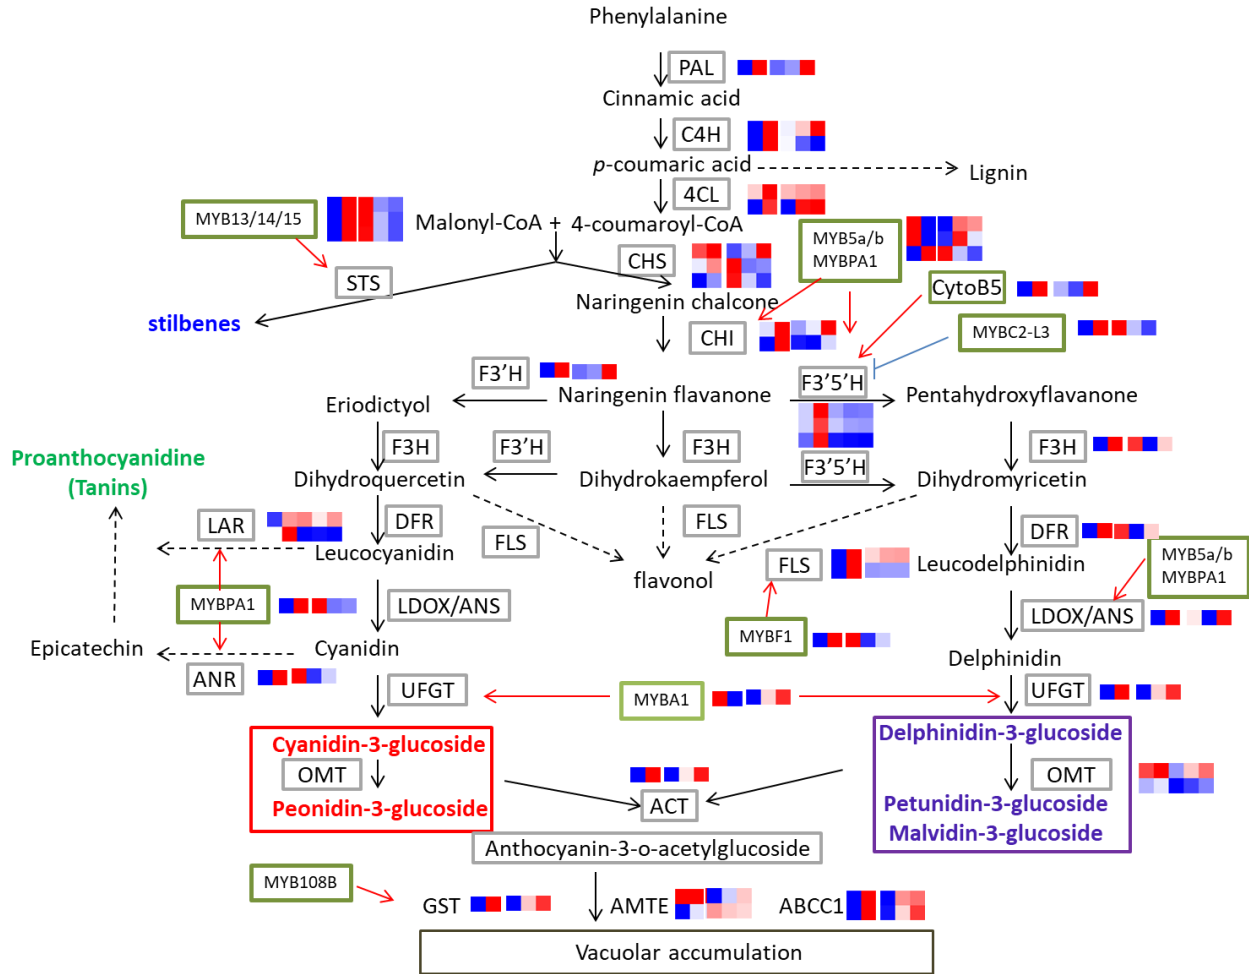 Phenylalanine
PAL
Cinnamic acid
C4H
p-coumaric acid
Lignin
4CL
MYB13/14/15
Malonyl-CoA + 4-coumaroyl-CoA
MYB5a/b
MYBPA1
CHS
STS
CytoB5
Naringenin chalcone
stilbenes
CHI
MYBC2-L3
F3’H
F3’5’H
Eriodictyol
Naringenin flavanone
Pentahydroxyflavanone
F3H
F3’H
F3H
F3H
Proanthocyanidine
(Tanins)
F3’5’H
Dihydroquercetin
Dihydrokaempferol
Dihydromyricetin
LAR
DFR
FLS
FLS
DFR
Leucocyanidin
MYB5a/b
MYBPA1
FLS
Leucodelphinidin
flavonol
MYBPA1
LDOX/ANS
LDOX/ANS
MYBF1
Epicatechin
Cyanidin
Delphinidin
ANR
UFGT
MYBA1
UFGT
Cyanidin-3-glucoside
Delphinidin-3-glucoside
OMT
OMT
Peonidin-3-glucoside
ACT
Petunidin-3-glucoside
Malvidin-3-glucoside
Anthocyanin-3-o-acetylglucoside
MYB108B
GST
AMTE
ABCC1
Vacuolar accumulation